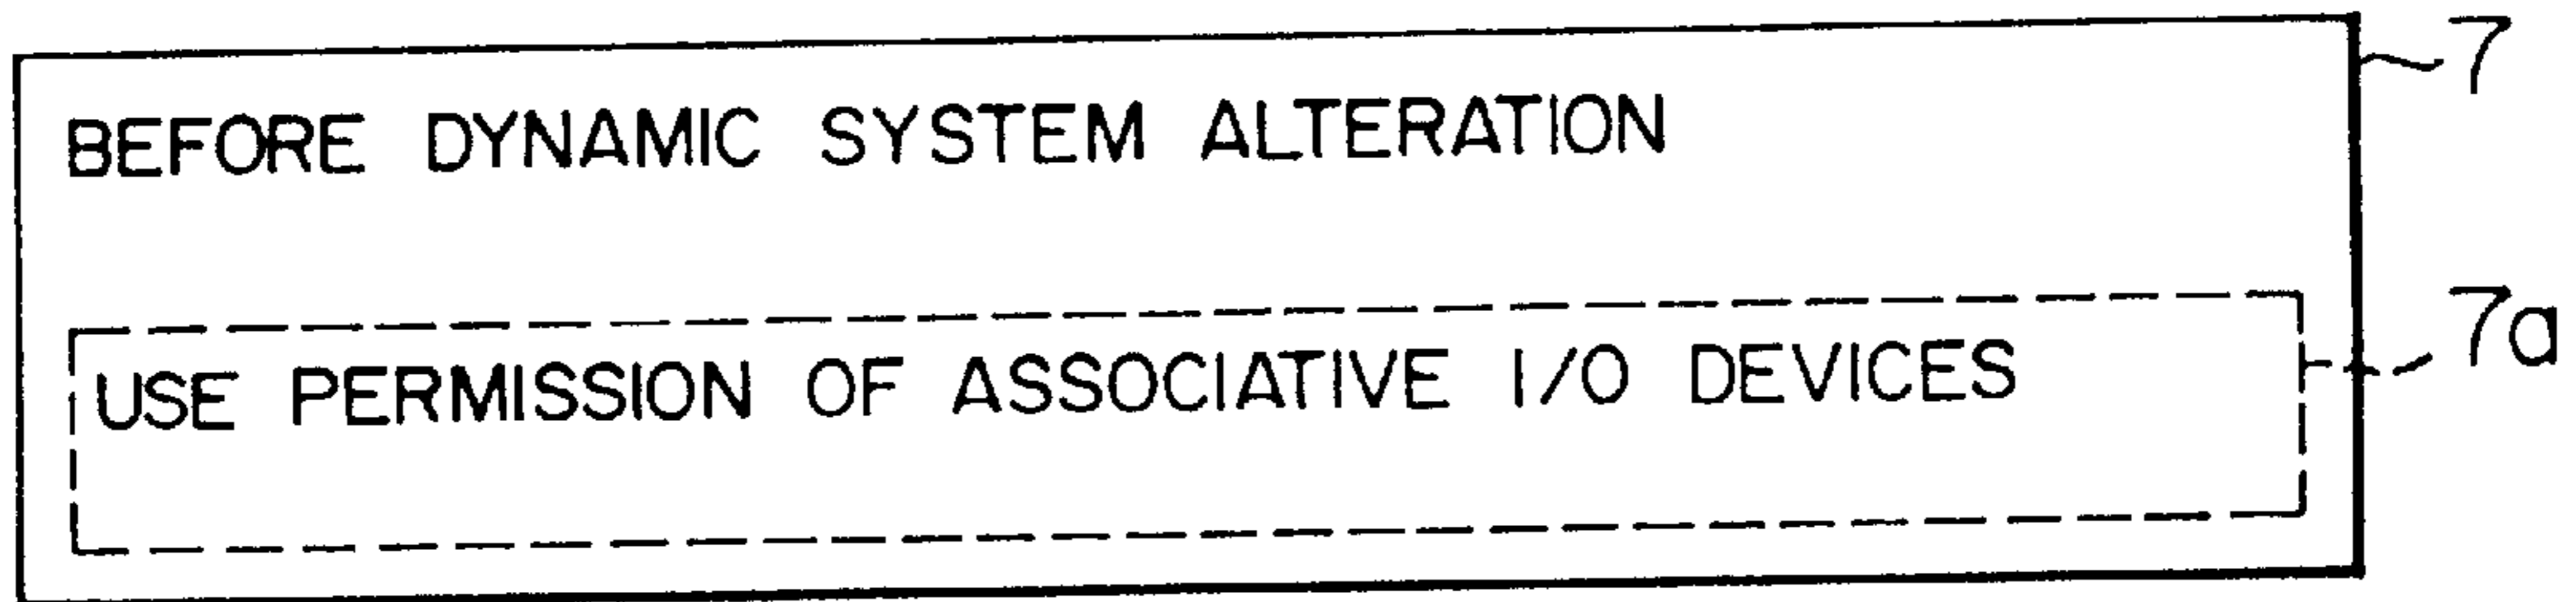 BEFORE DYNAMIC SYSTEM ALTERATION
7
USE PERMISSION OF ASSOCIATIVE I/O DEVICES
7a